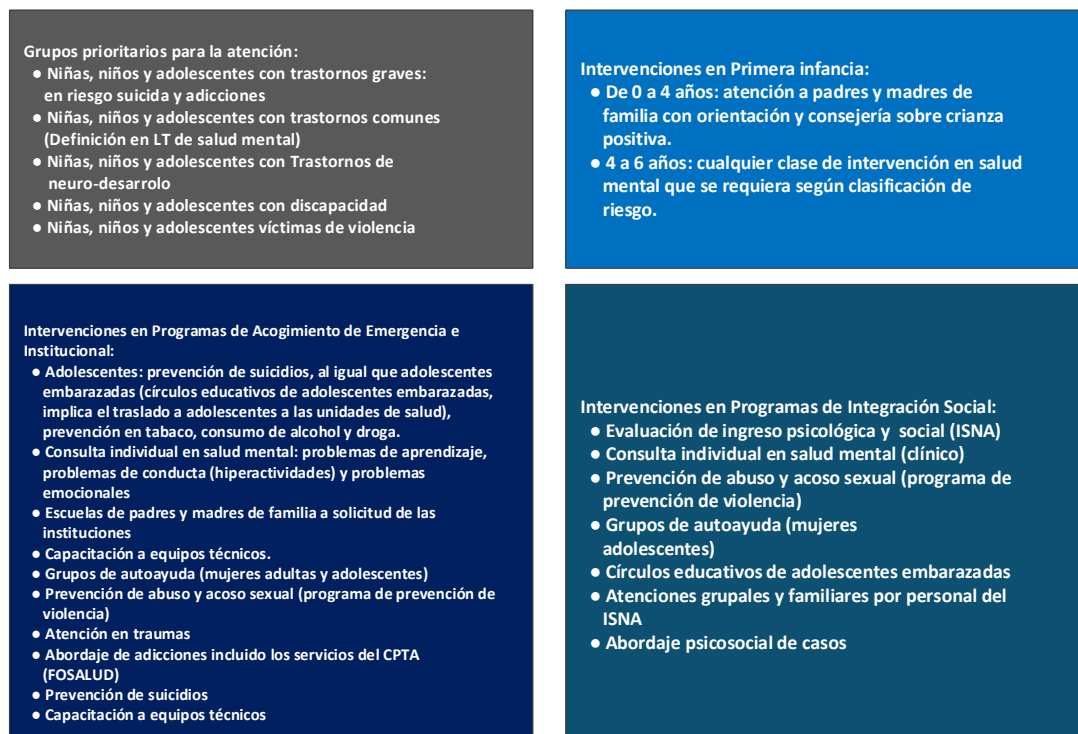 Grupos prioritarios para la atención:
● Niñas, niños y adolescentes con trastornos graves:
en riesgo suicida y adicciones
● Niñas, niños y adolescentes con trastornos comunes
(Definición en LT de salud mental)
● Niñas, niños y adolescentes con Trastornos de
neuro-desarrolo
● Niñas, niños y adolescentes con discapacidad
● Niñas, niños y adolescentes víctimas de violencia
Intervenciones en Primera infancia:
● De 0 a 4 años: atención a padres y madres de
familia con orientación y consejería sobre crianza
positiva.
● 4 a 6 años: cualquier clase de intervención en salud
mental que se requiera según clasificación de
riesgo.
Intervenciones en Programas de Acogimiento de Emergencia e
Institucional:
● Adolescentes: prevención de suicidios, al igual que adolescentes
embarazadas (círculos educativos de adolescentes embarazadas,
implica el traslado a adolescentes a las unidades de salud),
prevención en tabaco, consumo de alcohol y droga.
● Consulta individual en salud mental: problemas de aprendizaje,
problemas de conducta (hiperactividades) y problemas
emocionales
● Escuelas de padres y madres de familia a solicitud de las
instituciones
● Capacitación a equipos técnicos.
● Grupos de autoayuda (mujeres adultas y adolescentes)
● Prevención de abuso y acoso sexual (programa de prevención de
violencia)
● Atención en traumas
● Abordaje de adicciones incluido los servicios del CPTA
(FOSALUD)
● Prevención de suicidios
● Capacitación a equipos técnicos
Intervenciones en Programas de Integración Social:
● Evaluación de ingreso psicológica y social (ISNA)
● Consulta individual en salud mental (clínico)
● Prevención de abuso y acoso sexual (programa de
prevención de violencia)
● Grupos de autoayuda (mujeres
adolescentes)
● Círculos educativos de adolescentes embarazadas
● Atenciones grupales y familiares por personal del
ISNA
● Abordaje psicosocial de casos